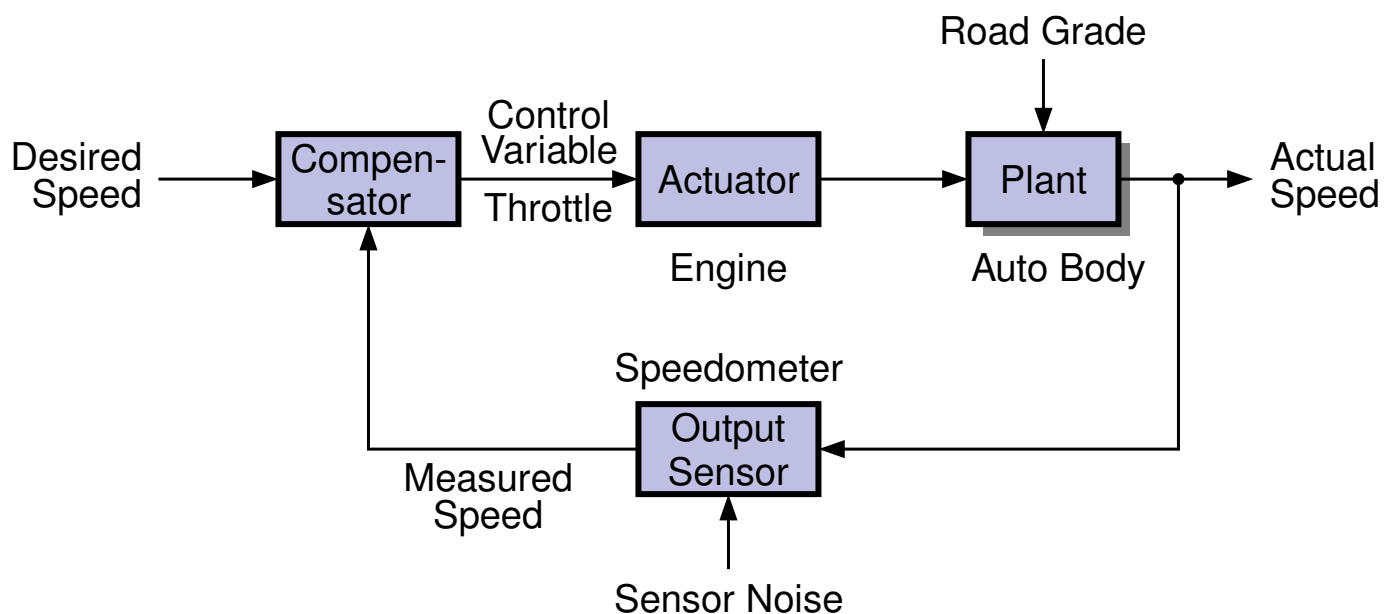 Road Grade
Desired
Speed
Compen-
sator
Control
Variable
Throttle
Actuator
Engine
Plant
Auto Body
Actual
Speed
Speedometer
Output
Sensor
Measured
Speed
Sensor Noise